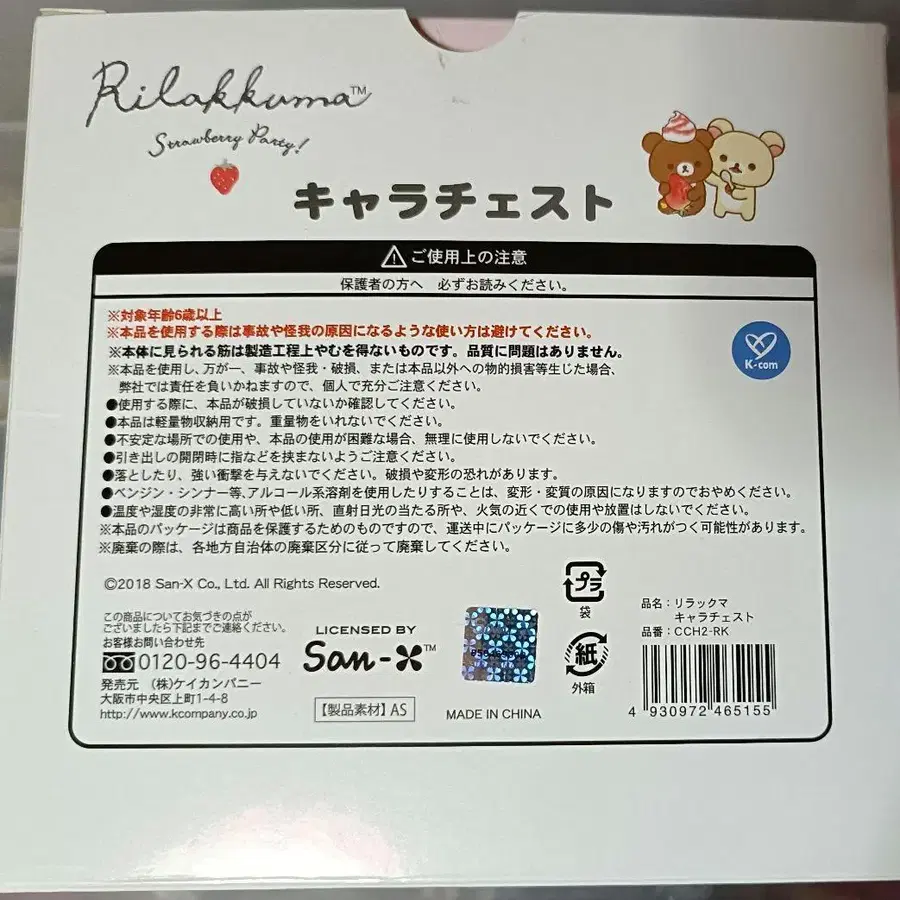 Rilakkuma™
Strawberry Party!
キャラチェスト
ご使用上の注意
保護者の方へ 必ずお読みください。
※対象年齢6歳以上
※本品を使用する際は事故や怪我の原因になるような使い方は避けてください。
※本体に見られる筋は製造工程上やむを得ないものです。品質に問題はありません。
※本品を使用し、万が一、事故や怪我・破損、または本品以外への物的損害等生じた場合、
弊社では責任を負いかねますので、個人で充分ご注意ください。
●使用する際に、本品が破損していないか確認してください。
●本品は軽量物収納用です。重量物をいれないでください。
●不安定な場所での使用や、本品の使用が困難な場合、無理に使用しないでください。
●引き出しの開閉時に指などを挟まないようご注意ください。
●落としたり、強い衝撃を与えないでください。破損や変形の恐れがあります。
●ベンジン・シンナー等、アルコール系溶剤を使用したりすることは、変形・変質の原因になりますのでおやめください。
●温度や湿度の非常に高い所や低い所、直射日光の当たる所や、火気の近くでの使用や放置はしないでください。
※本品のパッケージは商品を保護するためのものですので、運送中にパッケージに多少の傷や汚れがつく可能性があります。
※廃棄の際は、各地方自治体の廃棄区分に従って廃棄してください。
K-com
©2018 San-X Co., Ltd. All Rights Reserved.
この商品についてお気づきの点が
ございましたら下記までご連絡ください。
お客様お問い合わせ先
0120-96-4404
発売元 (株)ケイカンパニー
大阪市中央区上町1-4-8
http://www.kcompany.co.jp
LICENSED BY
San-X™
【製品素材】AS
MADE IN CHINA
プラ
袋
紙
外箱
品名：リラックマ
キャラチェスト
品番：CCH2-RK
4 930972 465155